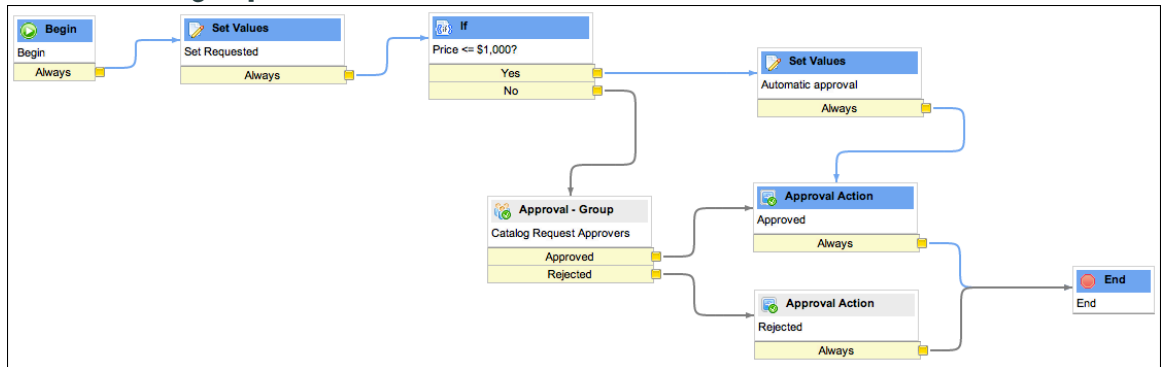 Begin
Begin
Always
Set Values
Set Requested
Always
If
Price <= $1,000?
Yes
No
Set Values
Automatic approval
Always
Approval - Group
Catalog Request Approvers
Approved
Rejected
Approval Action
Approved
Always
Approval Action
Rejected
Always
End
End